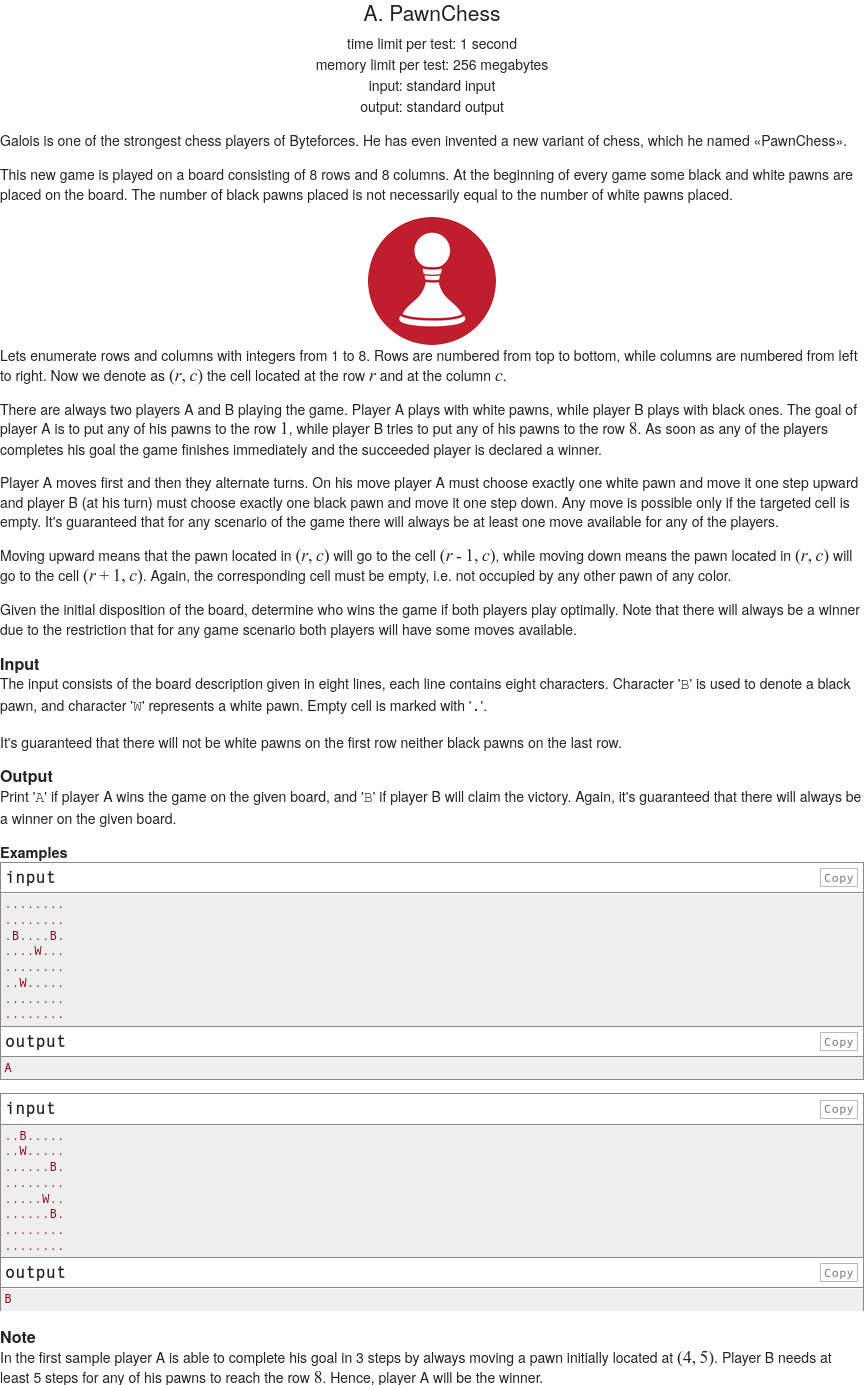 A. PawnChess
time limit per test: 1 second
memory limit per test: 256 megabytes
input: standard input
output: standard output
Galois is one of the strongest chess players of Byteforces. He has even invented a new variant of chess, which he named «PawnChess».
This new game is played on a board consisting of 8 rows and 8 columns. At the beginning of every game some black and white pawns are
placed on the board. The number of black pawns placed is not necessarily equal to the number of white pawns placed.
Lets enumerate rows and columns with integers from 1 to 8. Rows are numbered from top to bottom, while columns are numbered from left
to right. Now we denote as (r, c) the cell located at the row r and at the column c.
There are always two players A and B playing the game. Player A plays with white pawns, while player B plays with black ones. The goal of
player A is to put any of his pawns to the row 1, while player B tries to put any of his pawns to the row 8. As soon as any of the players
completes his goal the game finishes immediately and the succeeded player is declared a winner.
Player A moves first and then they alternate turns. On his move player A must choose exactly one white pawn and move it one step upward
and player B (at his turn) must choose exactly one black pawn and move it one step down. Any move is possible only if the targeted cell is
empty. It's guaranteed that for any scenario of the game there will always be at least one move available for any of the players.
Moving upward means that the pawn located in (r, c) will go to the cell (r - 1, c), while moving down means the pawn located in (r, c) will
go to the cell (r + 1, c). Again, the corresponding cell must be empty, i.e. not occupied by any other pawn of any color.
Given the initial disposition of the board, determine who wins the game if both players play optimally. Note that there will always be a winner
due to the restriction that for any game scenario both players will have some moves available.
Input
The input consists of the board description given in eight lines, each line contains eight characters. Character 'B' is used to denote a black
pawn, and character 'W' represents a white pawn. Empty cell is marked with '.'.
It's guaranteed that there will not be white pawns on the first row neither black pawns on the last row.
Output
Print 'A' if player A wins the game on the given board, and 'B' if player B will claim the victory. Again, it's guaranteed that there will always be
a winner on the given board.
Examples
input Copy
........
........
.B....B.
....W...
........
..W.....
........
........
output Copy
A
input Copy
..B.....
..W.....
......B.
........
.....W..
......B.
........
........
output Copy
B
Note
In the first sample player A is able to complete his goal in 3 steps by always moving a pawn initially located at (4, 5). Player B needs at
least 5 steps for any of his pawns to reach the row 8. Hence, player A will be the winner.